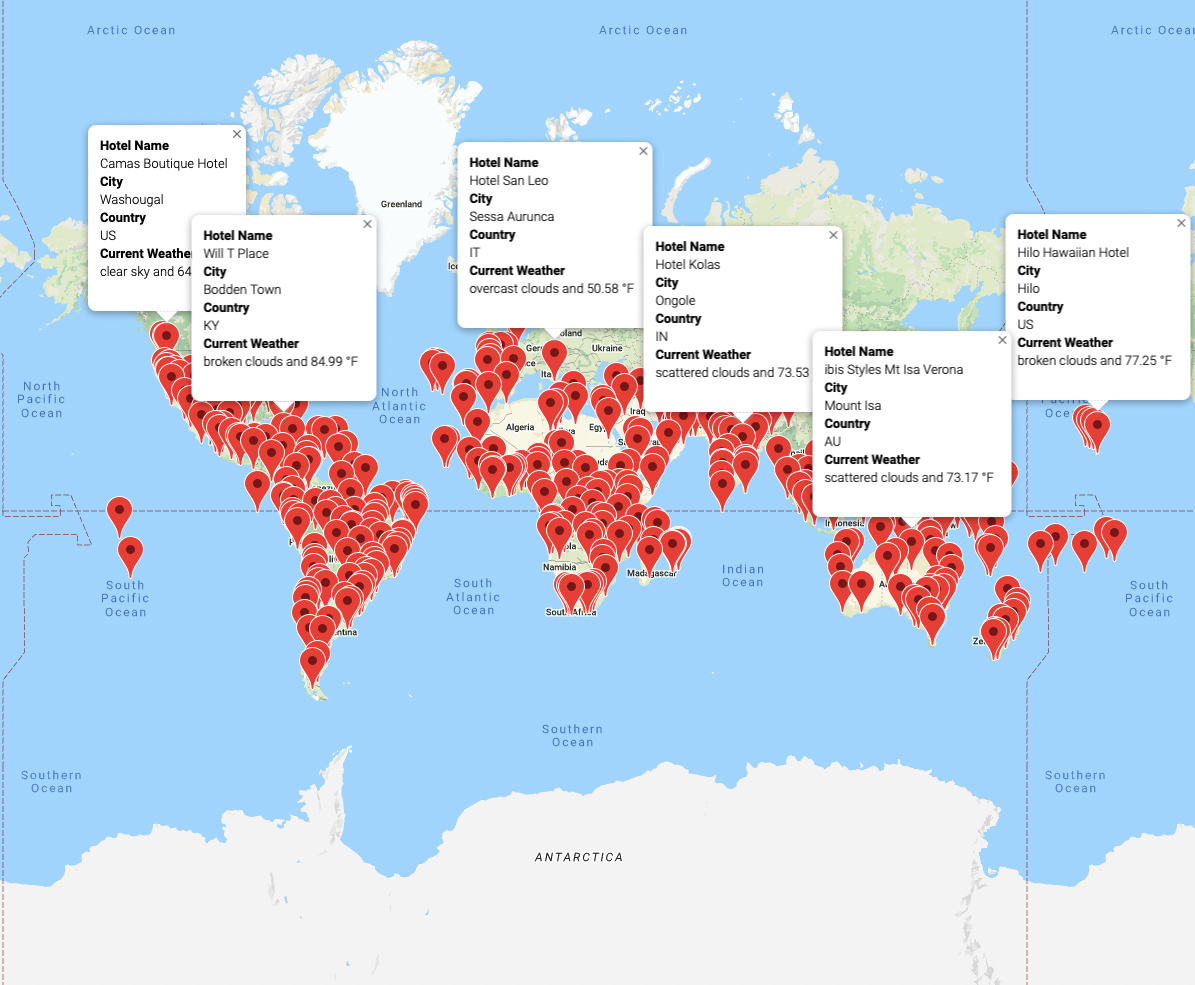 Arctic Ocean
Arctic Ocean
Arctic Ocean
Hotel Name
Camas Boutique Hotel
City
Washougal
Country
US
Current Weather
clear sky and 64
Hotel Name
Will T Place
City
Bodden Town
Country
KY
Current Weather
broken clouds and 84.99 °F
Greenland
Hotel Name
Hotel San Leo
City
Sessa Aurunca
Country
IT
Current Weather
overcast clouds and 50.58 °F
Hotel Name
Hotel Kolas
City
Ongole
Country
IN
Current Weather
scattered clouds and 73.53
Hotel Name
ibis Styles Mt Isa Verona
City
Mount Isa
Country
AU
Current Weather
scattered clouds and 73.17 °F
Hotel Name
Hilo Hawaiian Hotel
City
Hilo
Country
US
Current Weather
broken clouds and 77.25 °F
North
Pacific
Ocean
North
Atlantic
Ocean
Ukraine
Algeria
Indian
Ocean
Namibia
Madagascar
South Africa
South
Pacific
Ocean
South
Atlantic
Ocean
South
Pacific
Ocean
Southern
Ocean
Southern
Ocean
Southern
Ocean
ANTARCTICA